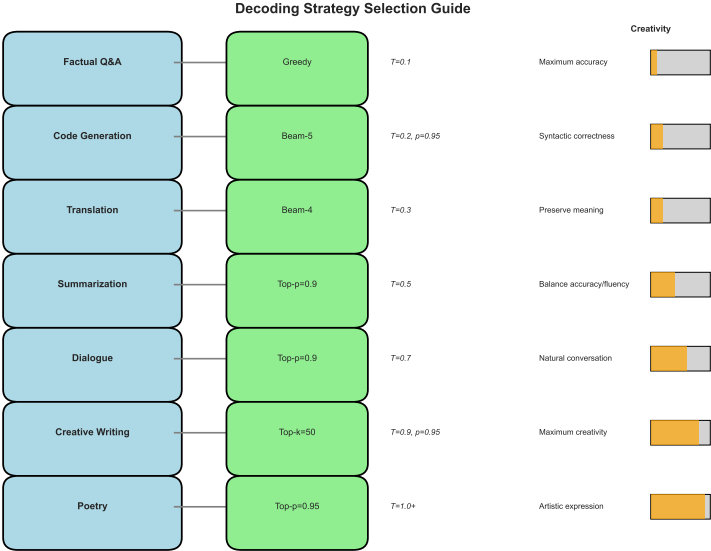 Decoding Strategy Selection Guide
Creativity
Factual Q&A Greedy T=0.1 Maximum accuracy
Code Generation Beam-5 T=0.2, p=0.95 Syntactic correctness
Translation Beam-4 T=0.3 Preserve meaning
Summarization Top-p=0.9 T=0.5 Balance accuracy/fluency
Dialogue Top-p=0.9 T=0.7 Natural conversation
Creative Writing Top-k=50 T=0.9, p=0.95 Maximum creativity
Poetry Top-p=0.95 T=1.0+ Artistic expression